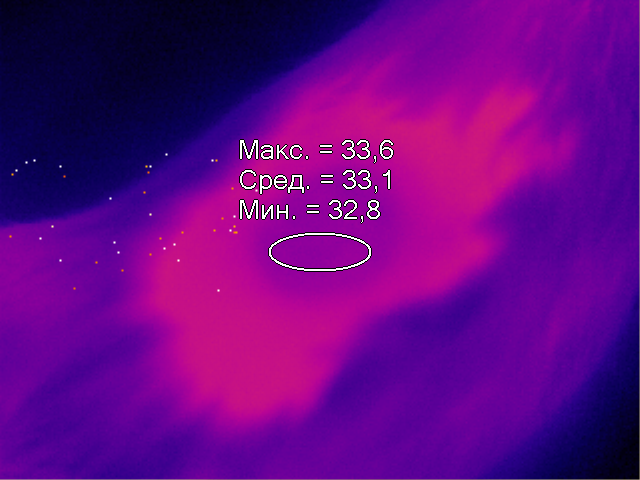 Макс. = 33,6
Сред. = 33,1
Мин. = 32,8